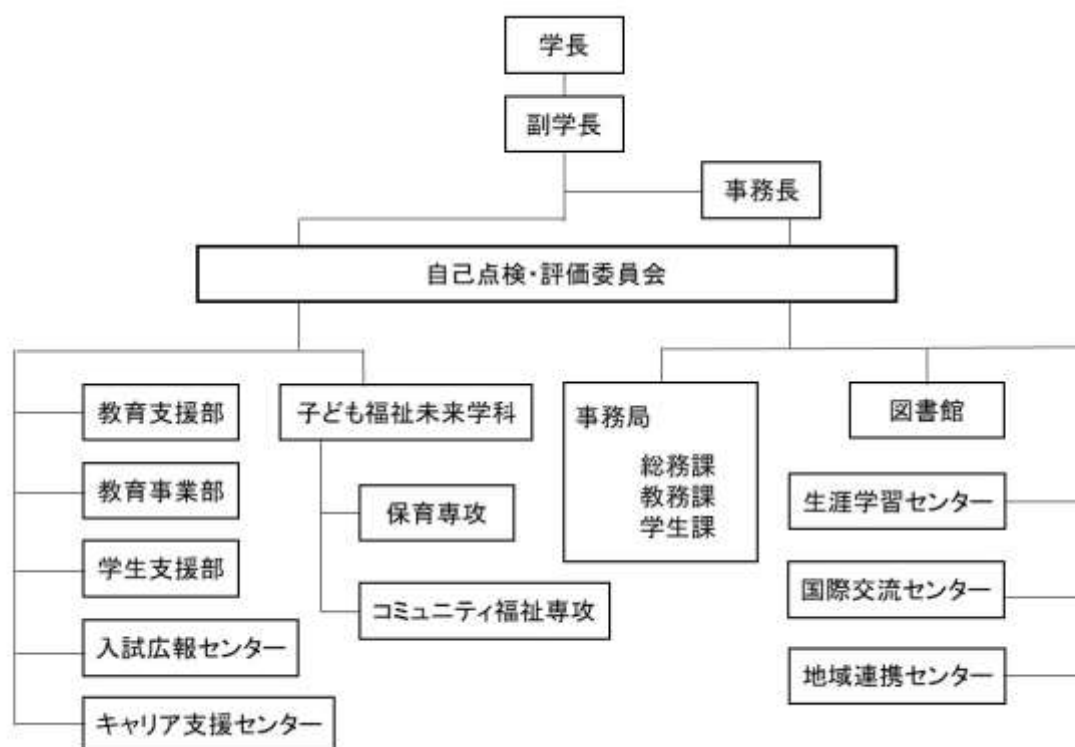 学長
副学長
事務長
自己点検・評価委員会
教育支援部
教育事業部
学生支援部
入試広報センター
キャリア支援センター
子ども福祉未来学科
保育専攻
コミュニティ福祉専攻
事務局
総務課
教務課
学生課
図書館
生涯学習センター
国際交流センター
地域連携センター